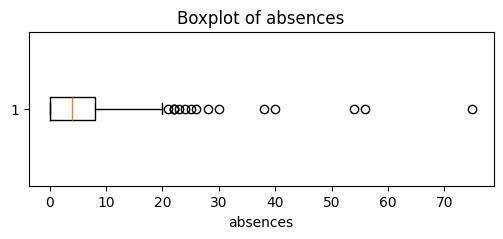 Boxplot of absences
1
0 10 20 30 40 50 60 70
absences